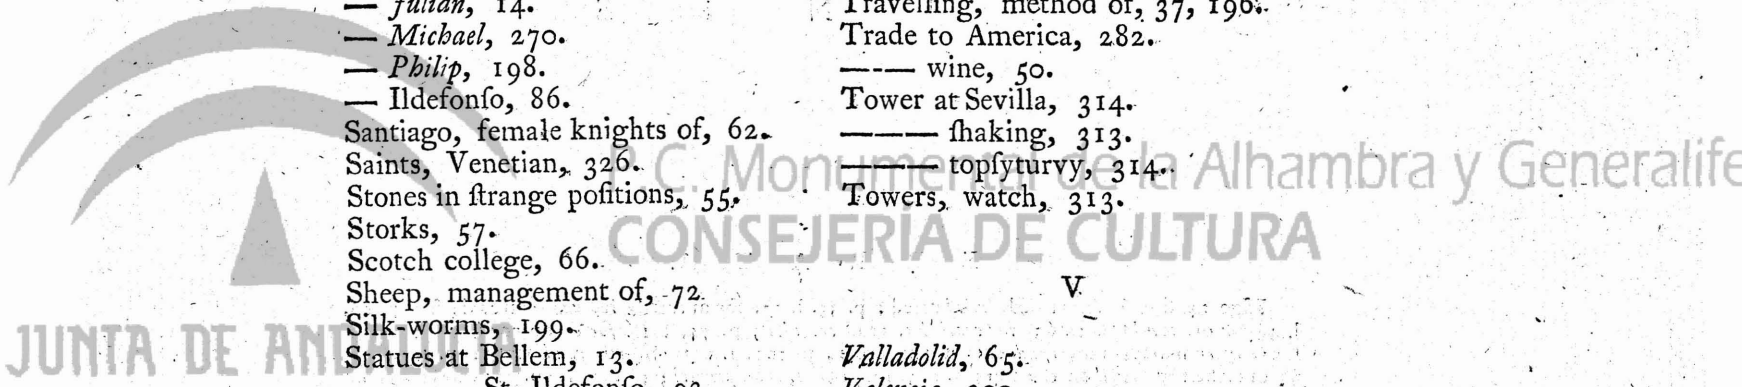 — Julian, 14.
— Michael, 270.
— Philip, 198.
— Ildefonſo, 86.
Santiago, female knights of, 62.
Saints, Venetian, 326.
Stones in ſtrange poſitions, 55.
Storks, 57.
Scotch college, 66.
Sheep, management of, 72.
Silk-worms, 199.
Statues at Bellem, 13.
St. Ildefonſo,
Travelling, method of, 37, 196.
Trade to America, 282.
——— wine, 50.
Tower at Sevilla, 314.
——— ſhaking, 313.
——— topſyturvy, 314.
Towers, watch, 313.
V.
Valladolid, 65.
P.C. Monumental de la Alhambra y Generalife
CONSEJERÍA DE CULTURA
JUNTA DE ANDALUCIA